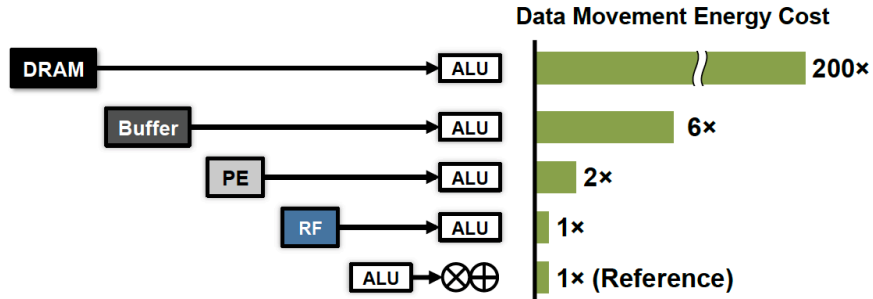 Data Movement Energy Cost
DRAM ALU 200×
Buffer ALU 6×
PE ALU 2×
RF ALU 1×
ALU 1× (Reference)